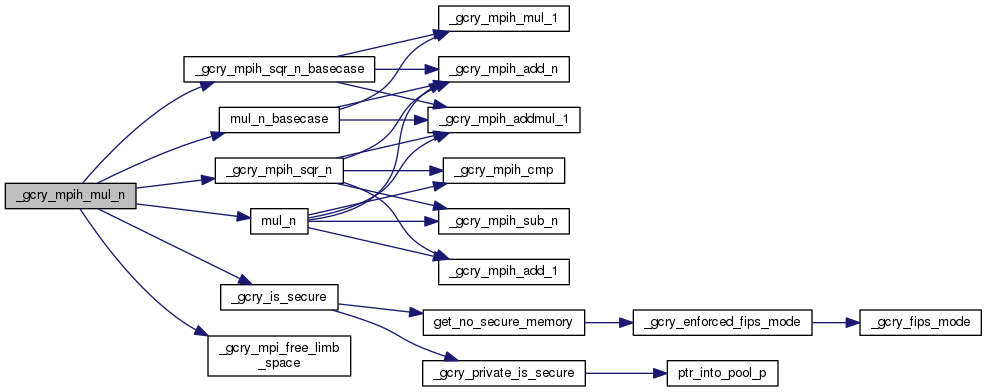 _gcry_mpih_mul_n
_gcry_mpih_sqr_n_basecase
mul_n_basecase
_gcry_mpih_sqr_n
mul_n
_gcry_is_secure
_gcry_mpi_free_limb
_space
_gcry_mpih_mul_1
_gcry_mpih_add_n
_gcry_mpih_addmul_1
_gcry_mpih_cmp
_gcry_mpih_sub_n
_gcry_mpih_add_1
get_no_secure_memory
_gcry_private_is_secure
_gcry_enforced_fips_mode
ptr_into_pool_p
_gcry_fips_mode